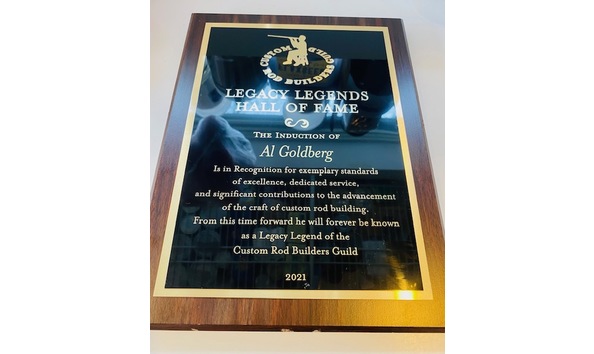 CUSTOM ROD BUILDERS GUILD
LEGACY LEGENDS
HALL OF FAME
THE INDUCTION OF
Al Goldberg
Is in Recognition for exemplary standards
of excellence, dedicated service,
and significant contributions to the advancement
of the craft of custom rod building.
From this time forward he will forever be known
as a Legacy Legend of the
Custom Rod Builders Guild
2021